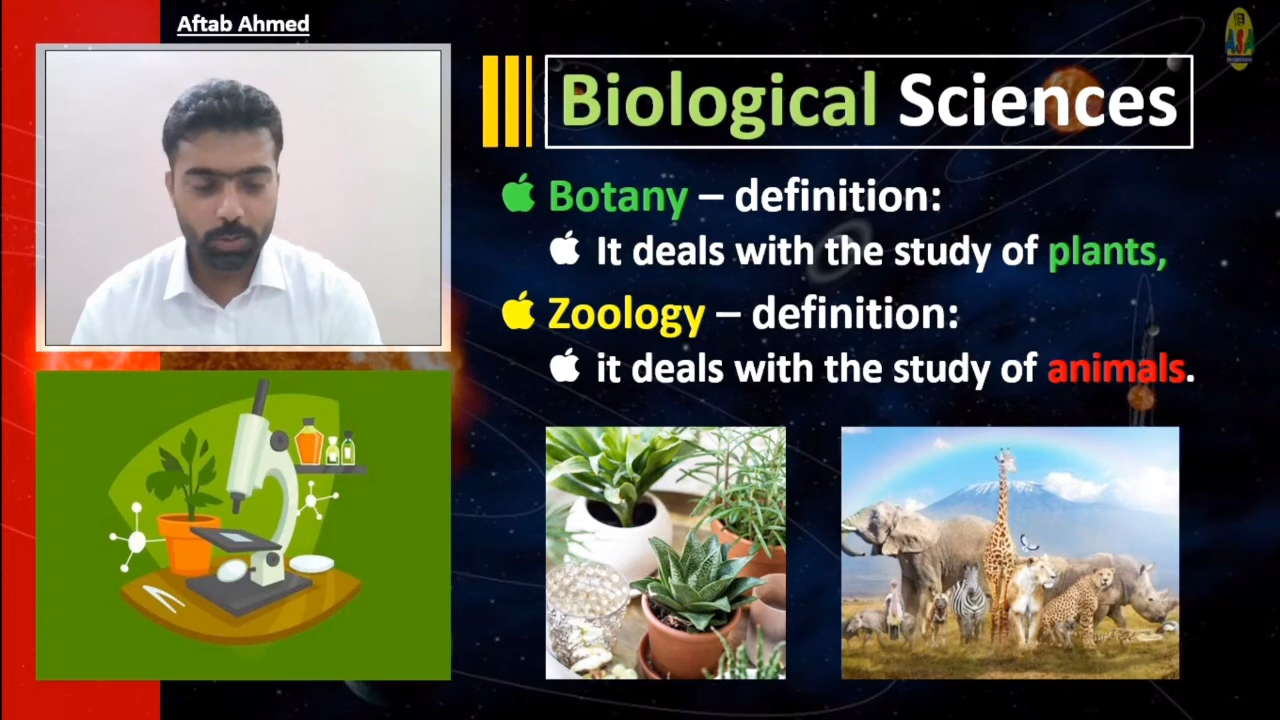 Aftab Ahmed
Biological Sciences
Botany – definition:
It deals with the study of plants,
Zoology – definition:
it deals with the study of animals.
ASA